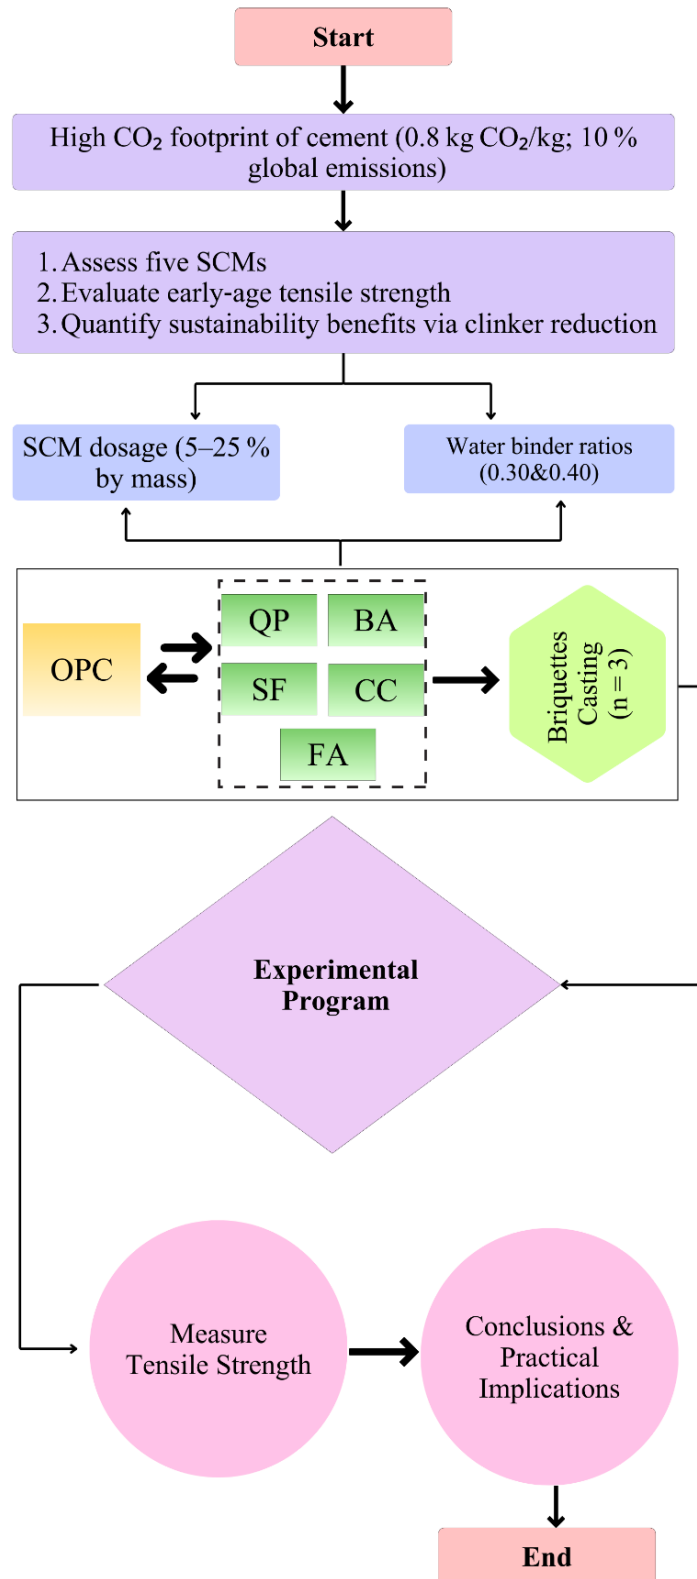 Start
High CO₂ footprint of cement (0.8 kg CO₂/kg; 10 %
global emissions)
1. Assess five SCMs
2. Evaluate early-age tensile strength
3. Quantify sustainability benefits via clinker reduction
SCM dosage (5–25 %
by mass)
Water binder ratios
(0.30&0.40)
OPC
QP
BA
SF
CC
FA
Briquettes
Casting
(n = 3)
Experimental
Program
Measure
Tensile Strength
Conclusions &
Practical
Implications
End